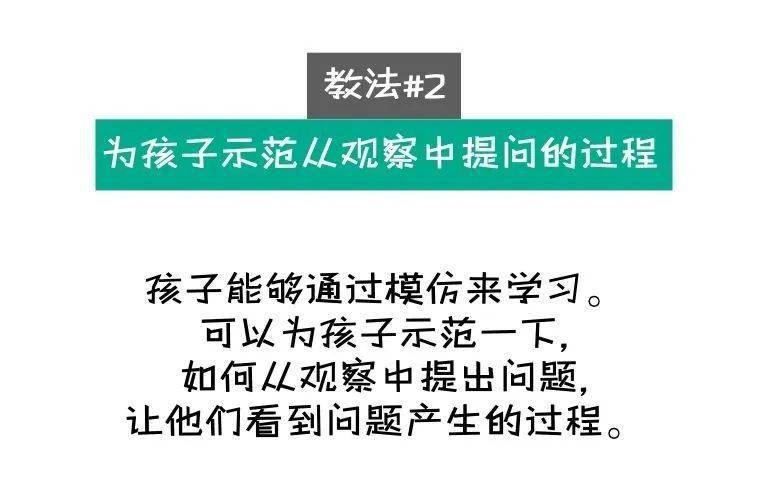 教法#2
为孩子示范从观察中提问的过程
孩子能够通过模仿来学习。
可以为孩子示范一下,
如何从观察中提出问题,
让他们看到问题产生的过程。